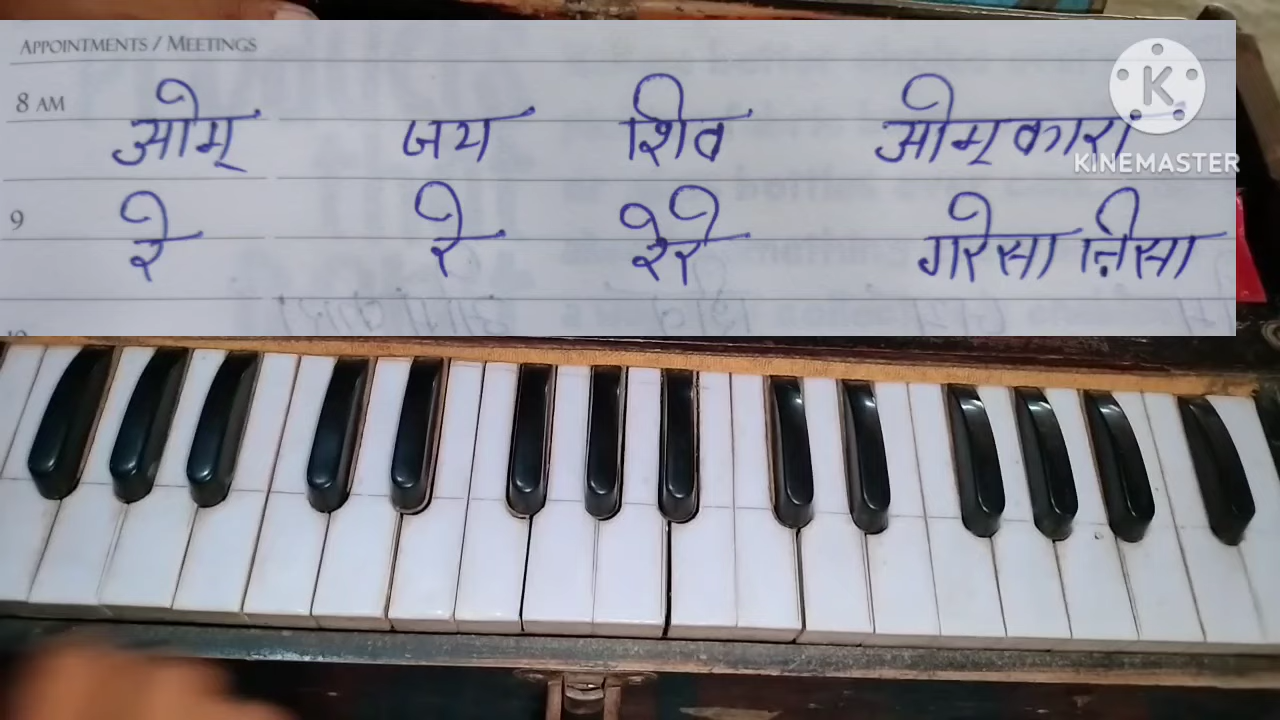 APPOINTMENTS / MEETINGS
8 AM
ओम् जय शिव ओम्कारा
K
KINEMASTER
9
रे रे रेरे गरेसा ऩिसा